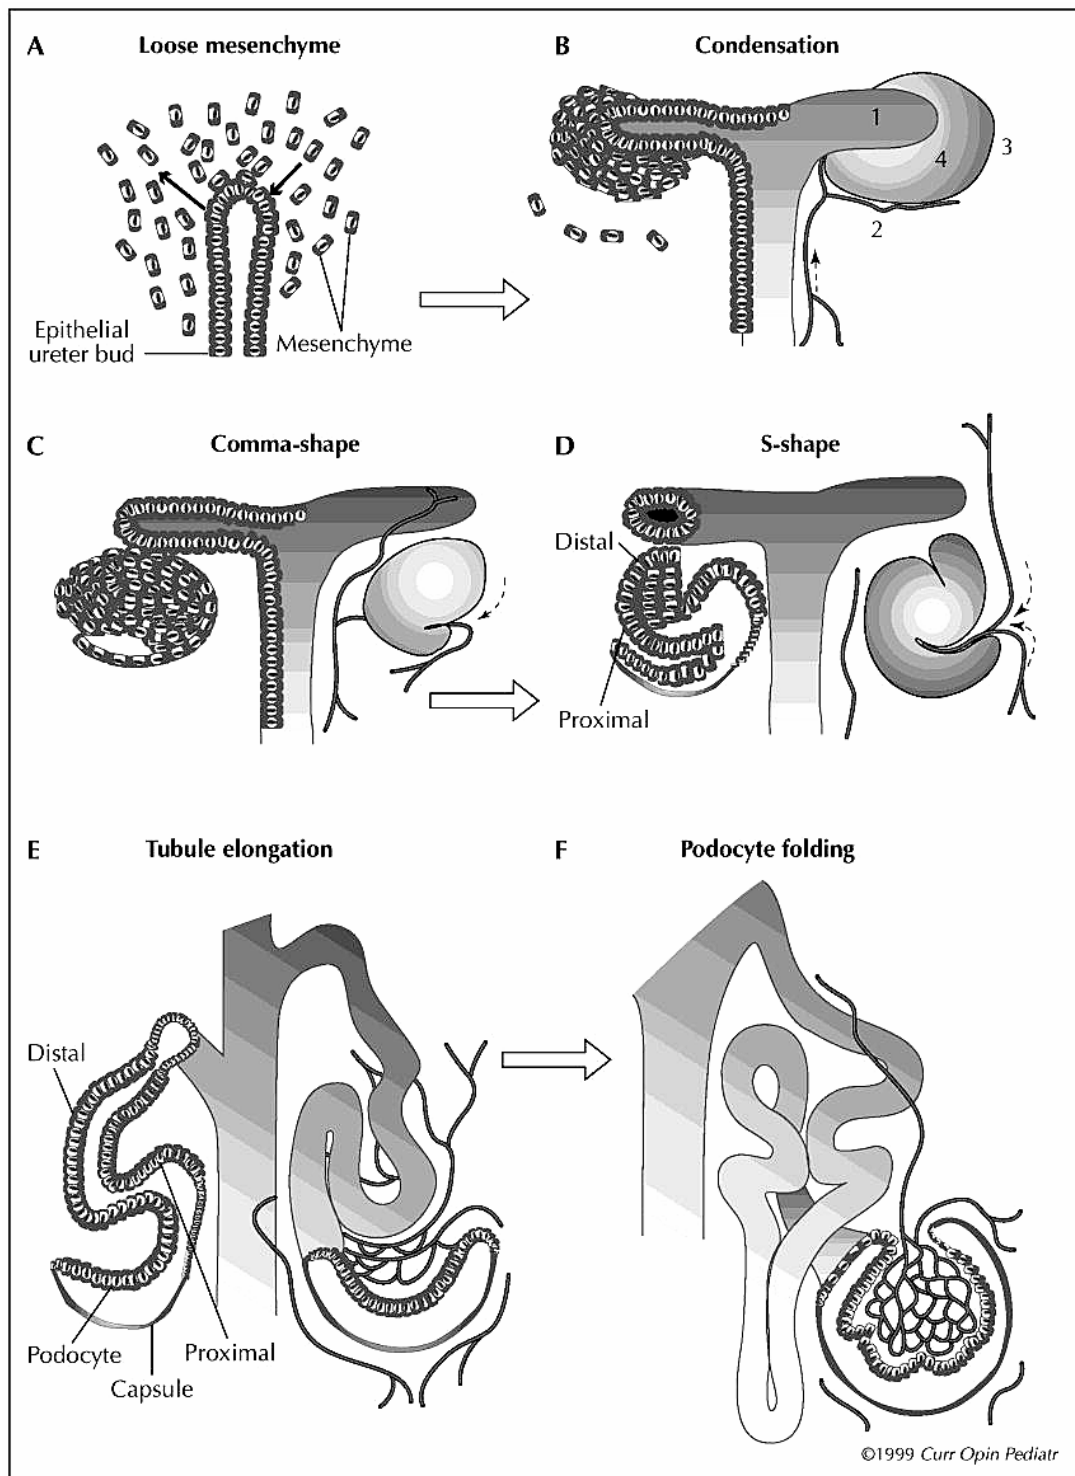 A Loose mesenchyme
B Condensation
1
4
3
2
Epithelial
ureter bud
Mesenchyme
C Comma-shape
D S-shape
Distal
Proximal
E Tubule elongation
F Podocyte folding
Distal
Podocyte
Proximal
Capsule
©1999 Curr Opin Pediatr